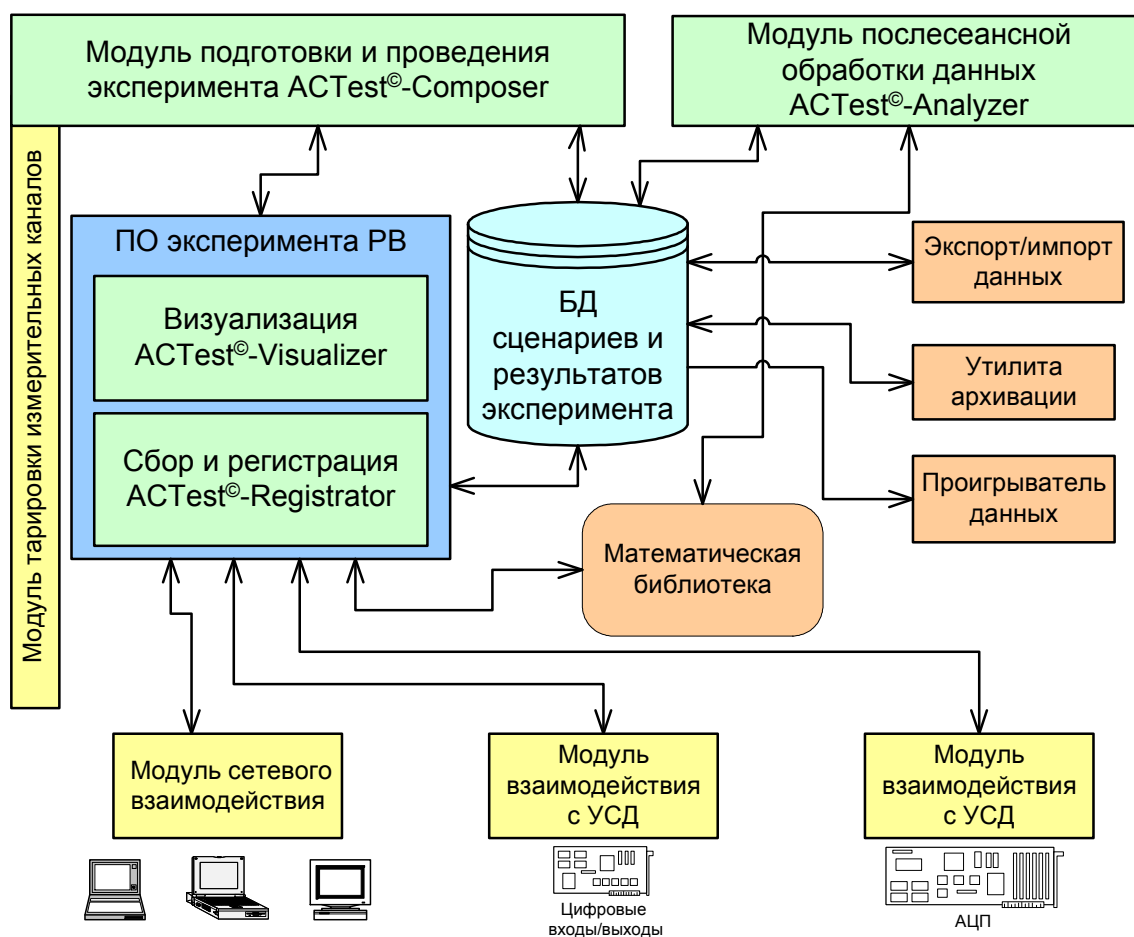 Модуль подготовки и проведения
эксперимента ACTest©-Composer
Модуль послесеансной
обработки данных
ACTest©-Analyzer
Модуль тарировки измерительных каналов
ПО эксперимента РВ
Визуализация
ACTest©-Visualizer
Сбор и регистрация
ACTest©-Registrator
БД
сценариев и
результатов
эксперимента
Экспорт/импорт
данных
Утилита
архивации
Проигрыватель
данных
Математическая
библиотека
Модуль сетевого
взаимодействия
Модуль
взаимодействия
с УСД
Модуль
взаимодействия
с УСД
Цифровые
входы/выходы
АЦП